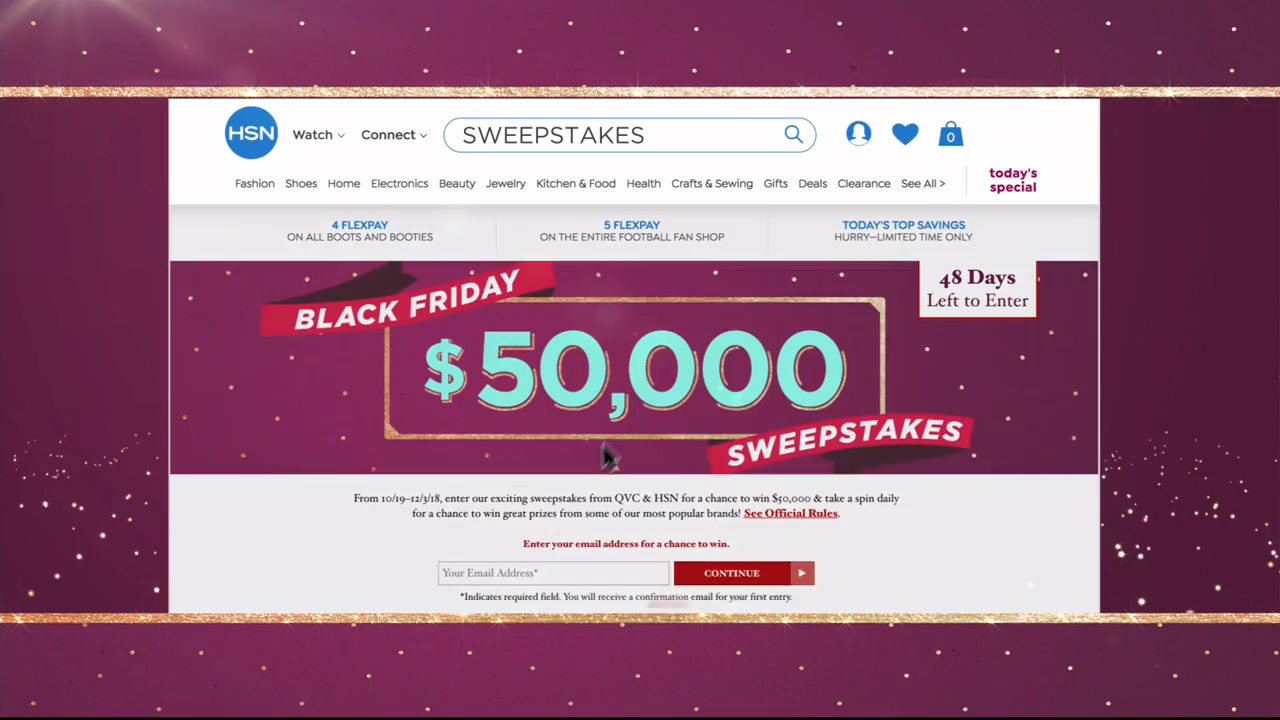 HSN
Watch
Connect
SWEEPSTAKES
0
Fashion Shoes Home Electronics Beauty Jewelry Kitchen & Food Health Crafts & Sewing Gifts Deals Clearance See All >
today's
special
4 FLEXPAY
ON ALL BOOTS AND BOOTIES
5 FLEXPAY
ON THE ENTIRE FOOTBALL FAN SHOP
TODAY'S TOP SAVINGS
HURRY—LIMITED TIME ONLY
48 Days
Left to Enter
BLACK FRIDAY
$50,000
SWEEPSTAKES
From 10/19–12/3/18, enter our exciting sweepstakes from QVC & HSN for a chance to win $50,000 & take a spin daily
for a chance to win great prizes from some of our most popular brands! See Official Rules.
Enter your email address for a chance to win.
Your Email Address*
CONTINUE
*Indicates required field. You will receive a confirmation email for your first entry.